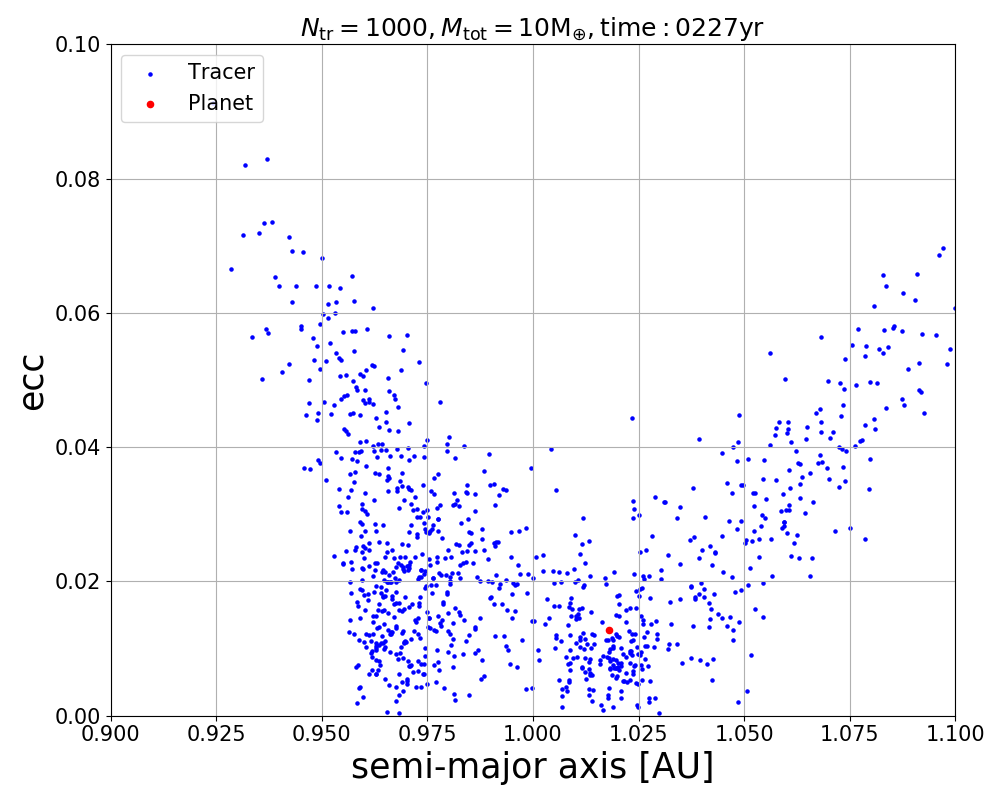 N_tr = 1000, M_tot = 10M_⊕, time : 0227yr
Tracer
Planet
0.10
0.08
0.06
0.04
0.02
0.00
ecc
0.900 0.925 0.950 0.975 1.000 1.025 1.050 1.075 1.100
semi-major axis [AU]